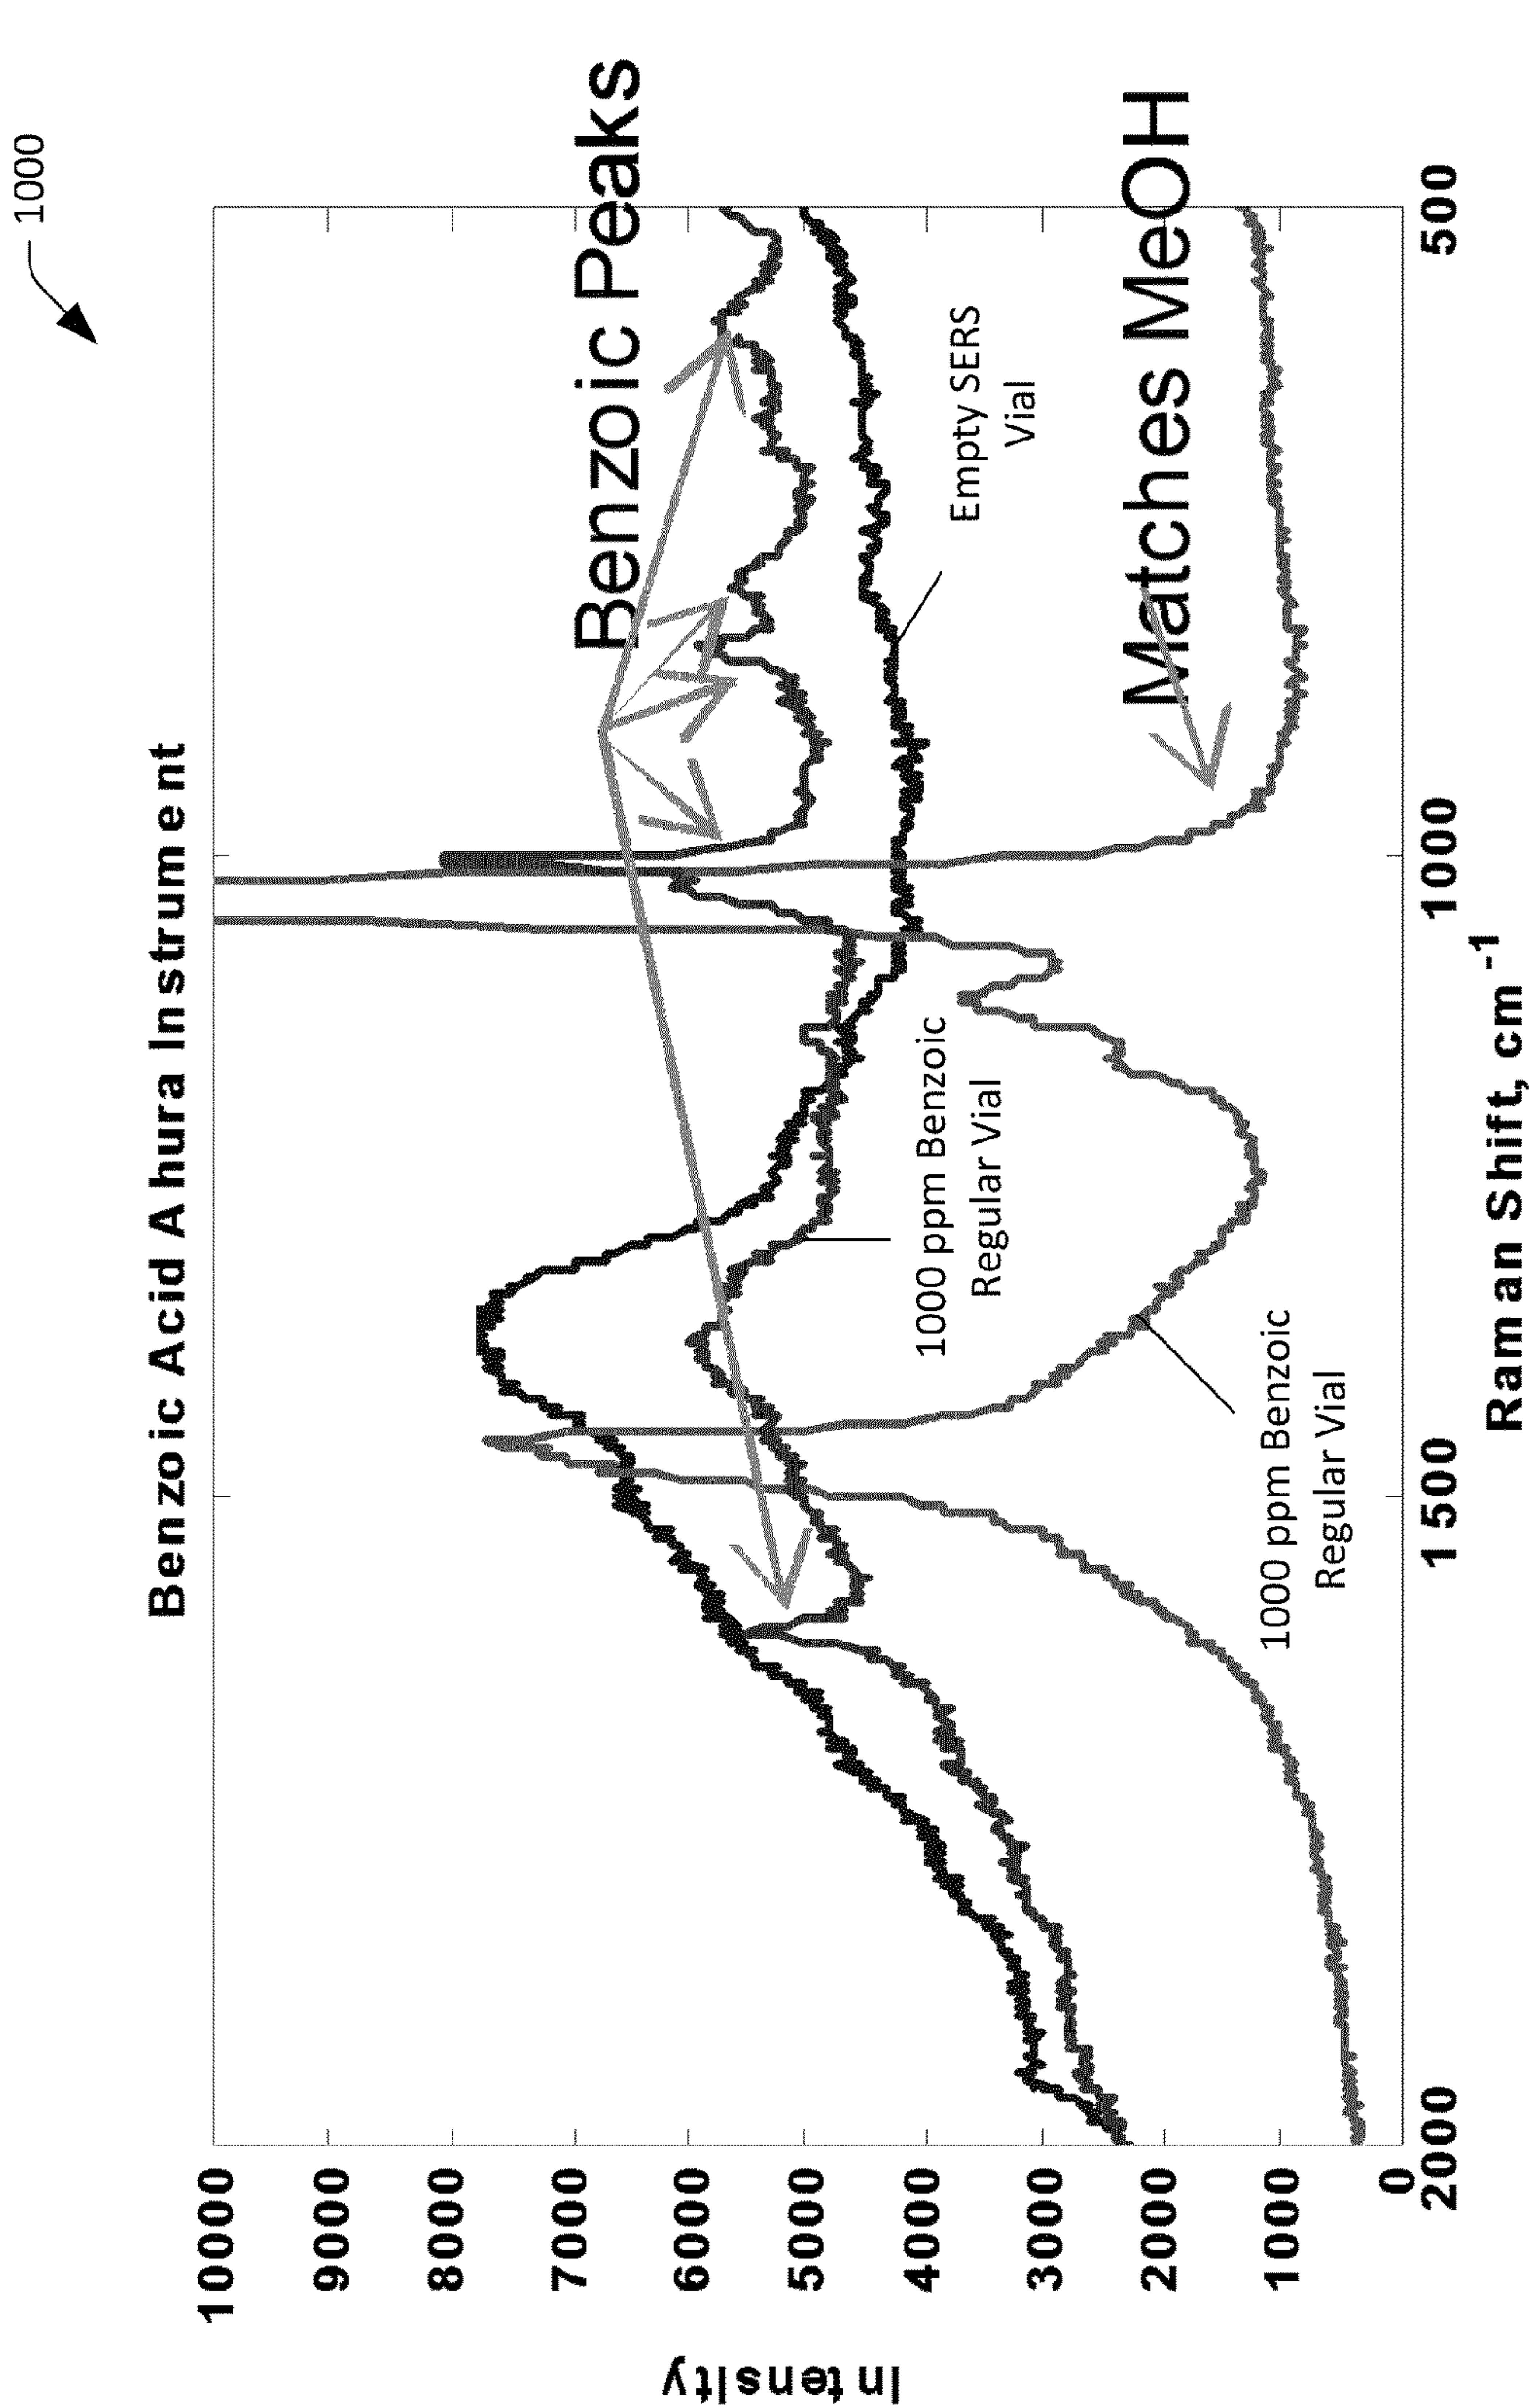 1000
Benzoic Acid Ahura Instrument
Benzoic Peaks
Empty SERS
Vial
1000 ppm Benzoic
Regular Vial
Matches MeOH
1000 ppm Benzoic
Regular Vial
Intensity
10000
9000
8000
7000
6000
5000
4000
3000
2000
1000
0
2000
1500
1000
500
Raman Shift, cm-1